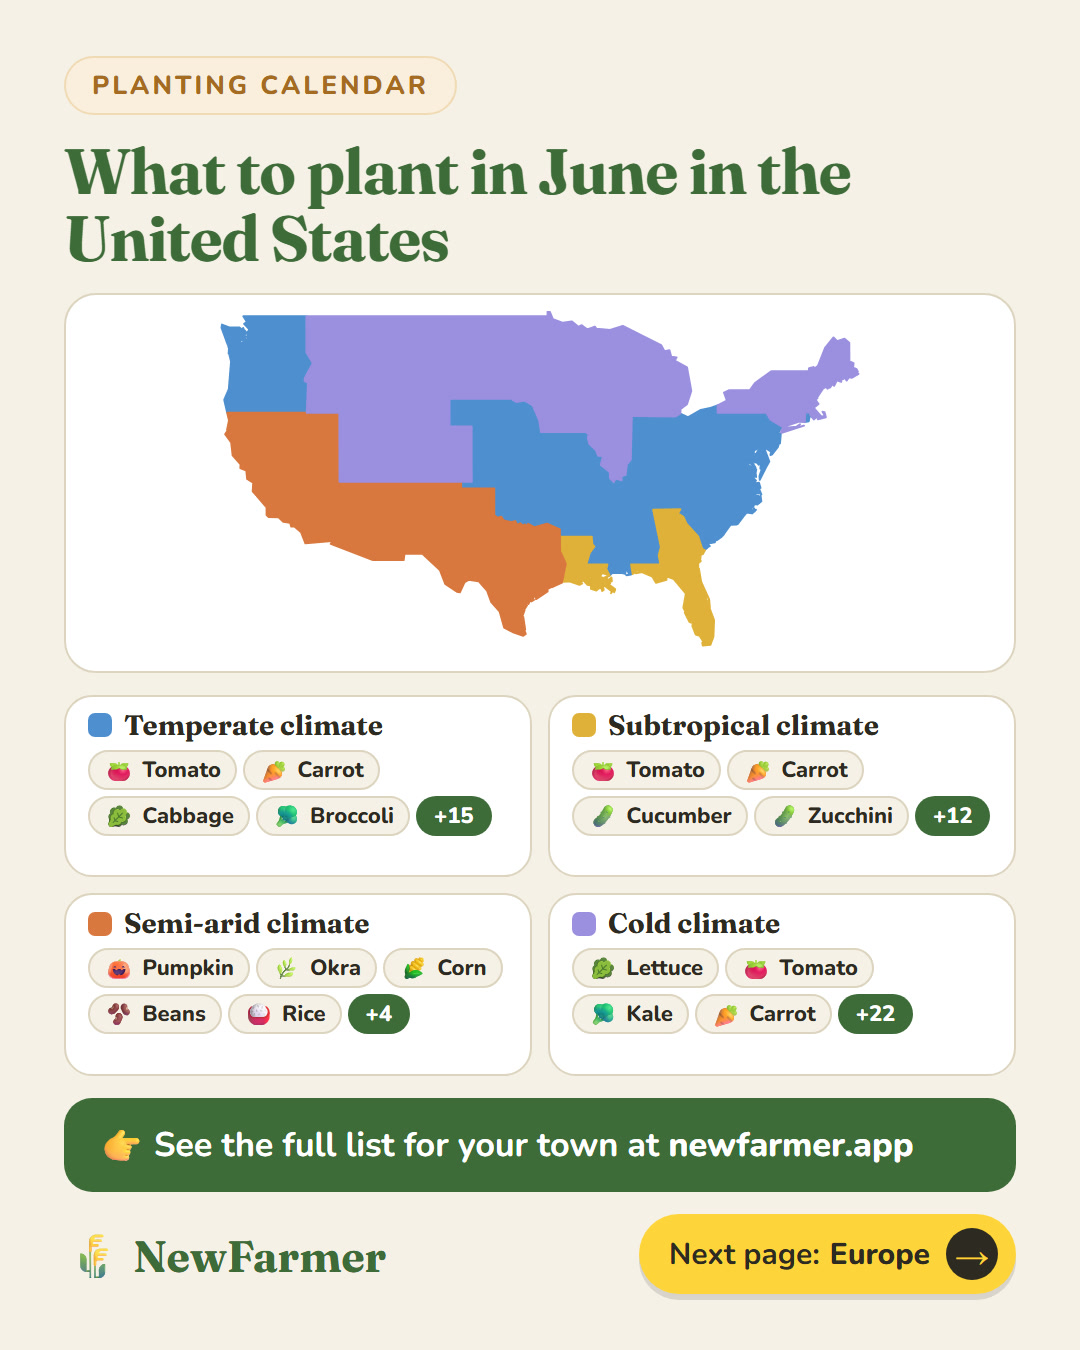 PLANTING CALENDAR
What to plant in June in the
United States
Temperate climate
Tomato
Carrot
Cabbage
Broccoli
+15
Subtropical climate
Tomato
Carrot
Cucumber
Zucchini
+12
Semi-arid climate
Pumpkin
Okra
Corn
Beans
Rice
+4
Cold climate
Lettuce
Tomato
Kale
Carrot
+22
See the full list for your town at newfarmer.app
NewFarmer
Next page: Europe →